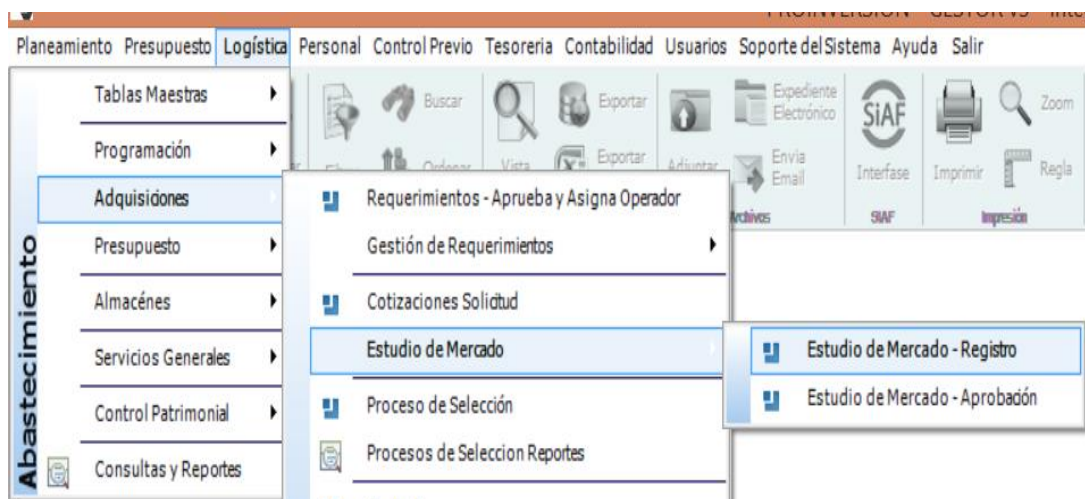 Planeamiento Presupuesto Logística Personal Control Previo Tesoreria Contabilidad Usuarios Soporte del Sistema Ayuda Salir
Tablas Maestras
Programación
Adquisiciones
Presupuesto
Almacénes
Servicios Generales
Control Patrimonial
Consultas y Reportes
Abastecimiento
Buscar
Ordenar
Vista
Exportar
Exportar
Adjuntar
Expediente
Electrónico
Envia
Email
Archivos
SiAF
Interfase
SIAF
Imprimir
Zoom
Regla
Impresión
Requerimientos - Aprueba y Asigna Operador
Gestión de Requerimientos
Cotizaciones Solicitud
Estudio de Mercado
Proceso de Selección
Procesos de Seleccion Reportes
Estudio de Mercado - Registro
Estudio de Mercado - Aprobación